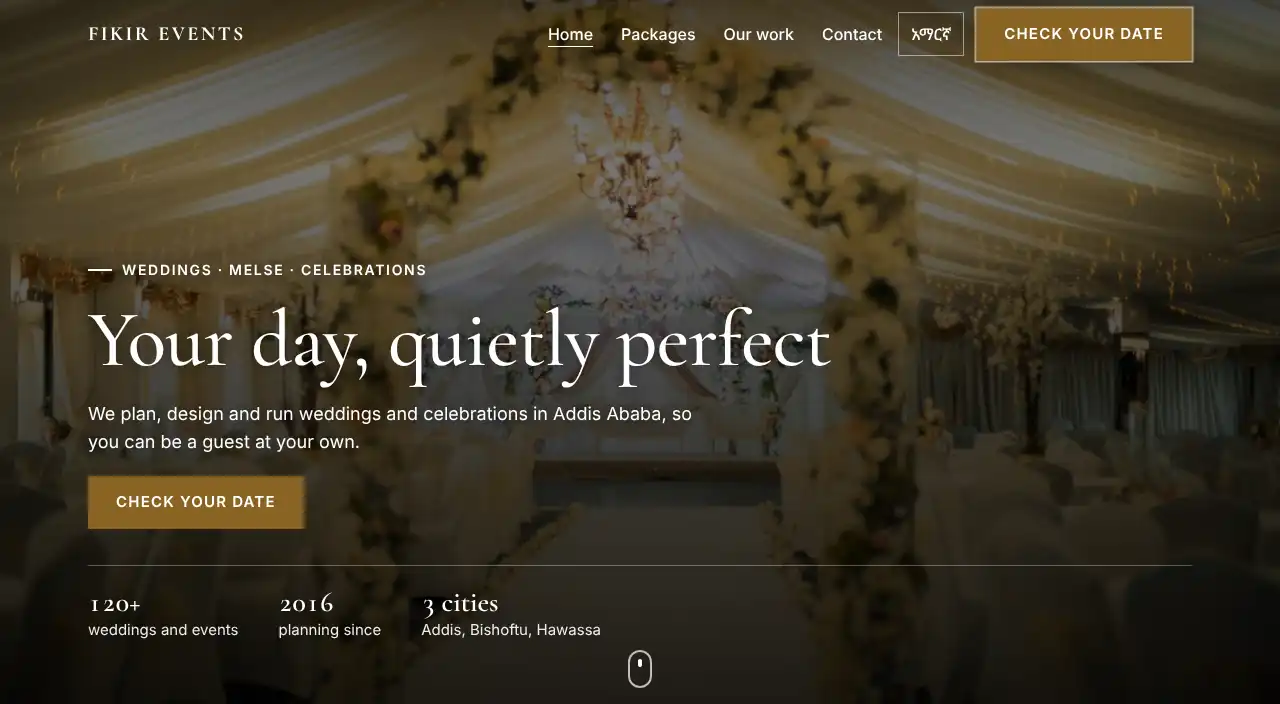 FIKIR EVENTS
Home
Packages
Our work
Contact
አማርኛ
CHECK YOUR DATE
WEDDINGS · MELSE · CELEBRATIONS
Your day, quietly perfect
We plan, design and run weddings and celebrations in Addis Ababa, so
you can be a guest at your own.
CHECK YOUR DATE
120+
weddings and events
2016
planning since
3 cities
Addis, Bishoftu, Hawassa